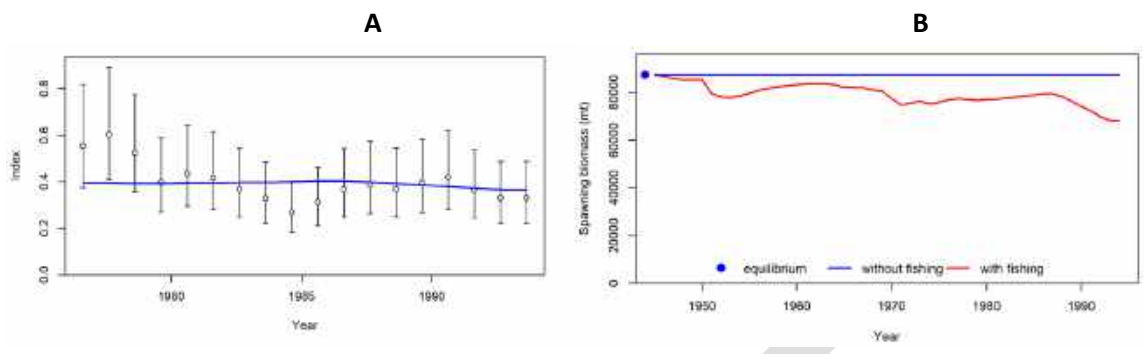 A
B
Index
0.0 0.2 0.4 0.6 0.8
1980 1985 1990
Year
Spawning biomass (mt)
0 20000 40000 60000 80000
equilibrium without fishing with fishing
1950 1960 1970 1980 1990
Year